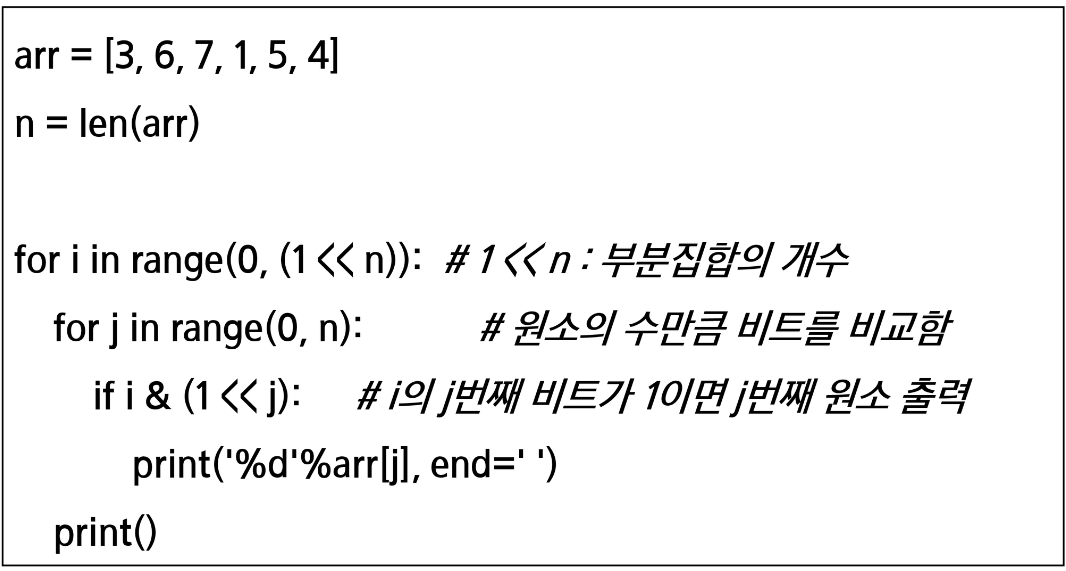 arr = [3, 6, 7, 1, 5, 4]
n = len(arr)
for i in range(0, (1 << n)):  # 1 << n : 부분집합의 개수
    for j in range(0, n):            # 원소의 수만큼 비트를 비교함
        if i & (1 << j):     # i의 j번째 비트가 1이면 j번째 원소 출력
            print('%d'%arr[j], end=' ')
    print()